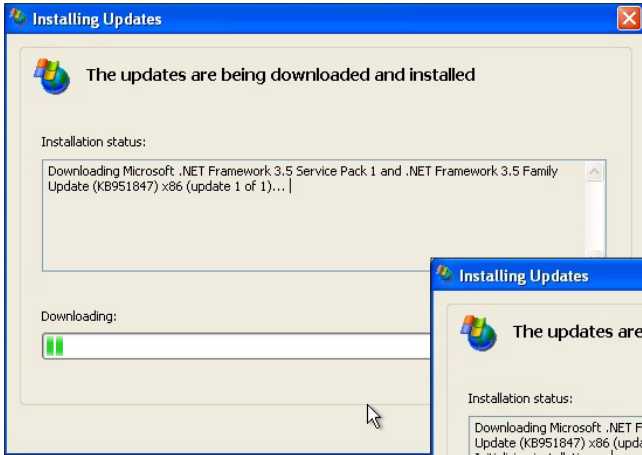 Installing Updates
The updates are being downloaded and installed
Installation status:
Downloading Microsoft .NET Framework 3.5 Service Pack 1 and .NET Framework 3.5 Family
Update (KB951847) x86 (update 1 of 1)...
Downloading:
Installing Updates
The updates are
Installation status:
Downloading Microsoft .NET F
Update (KB951847) x86 (upda